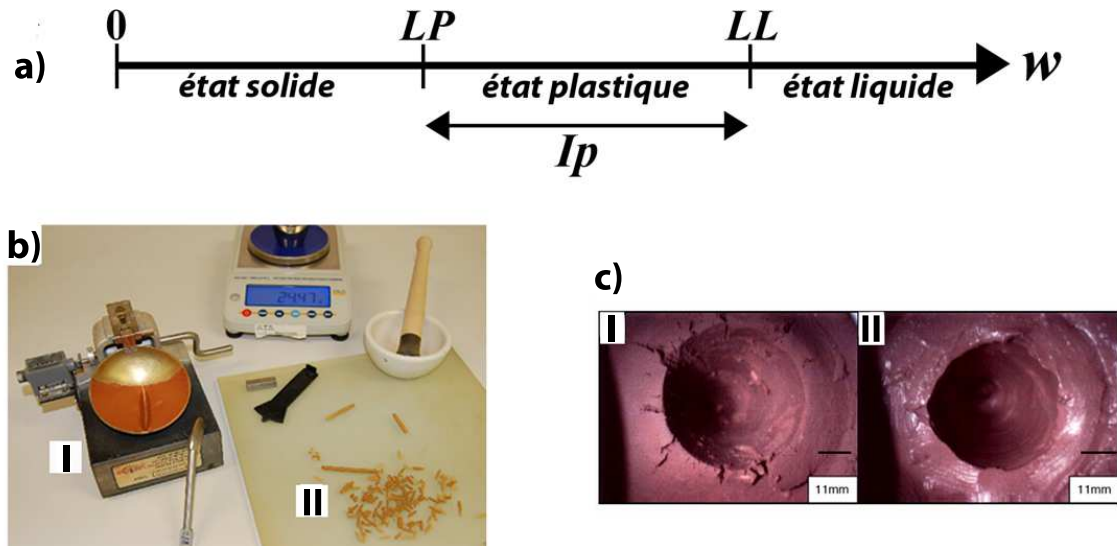 0 LP LL
a) w
état solide état plastique état liquide
Ip
b)
I
II
c)
I II
11mm 11mm